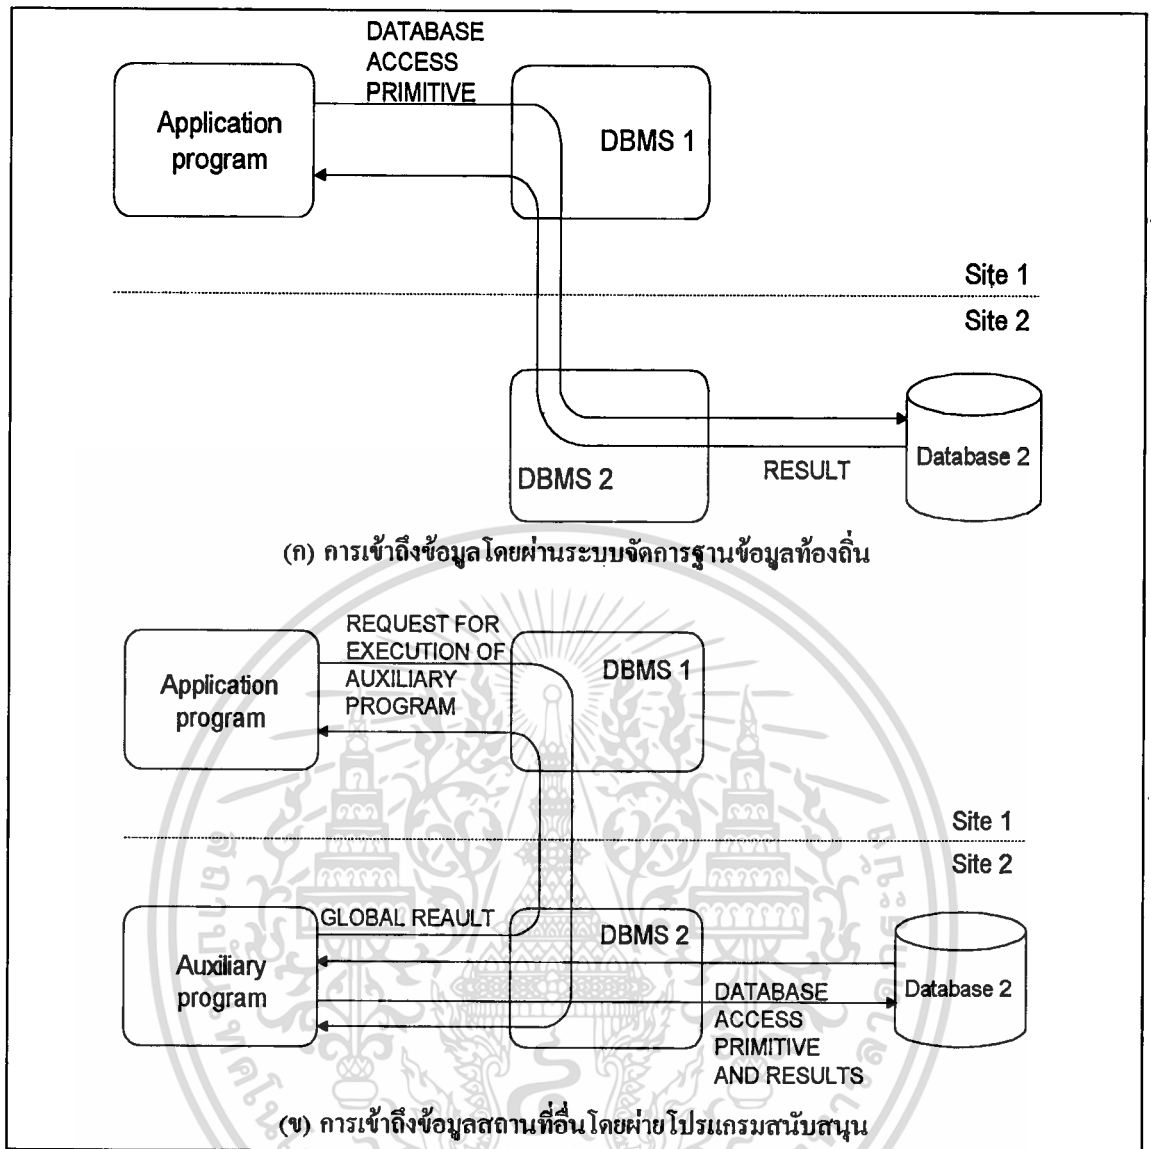 DATABASE
ACCESS
PRIMITIVE
Application
program
DBMS 1
Site 1
Site 2
DBMS 2
RESULT
Database 2
(ก) การเข้าถึงข้อมูลโดยผ่านระบบจัดการฐานข้อมูลท้องถิ่น
REQUEST FOR
EXECUTION OF
AUXILIARY
PROGRAM
Application
program
DBMS 1
Site 1
Site 2
GLOBAL REAULT
Auxiliary
program
DBMS 2
Database 2
DATABASE
ACCESS
PRIMITIVE
AND RESULTS
(ข) การเข้าถึงข้อมูลสถานที่อื่นโดยผ่ายโปรแกรมสนับสนุน